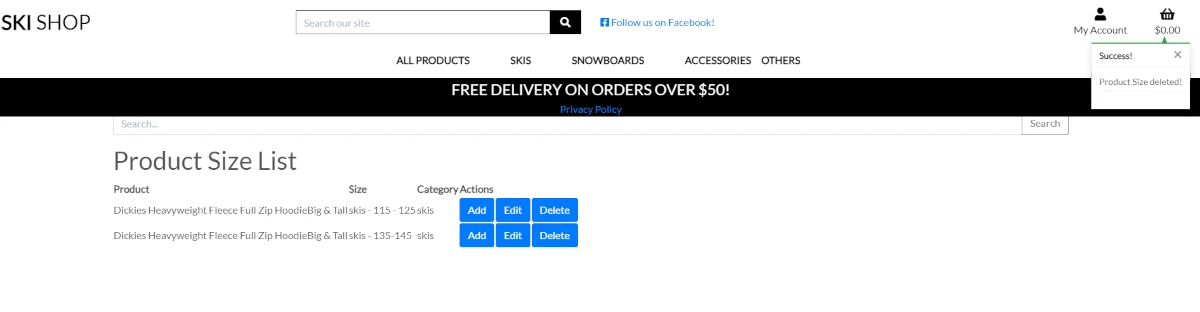 SKI SHOP
Search our site
Follow us on Facebook!
My Account
$0.00
ALL PRODUCTS SKIS SNOWBOARDS ACCESSORIES OTHERS
Success! ×
Product Size deleted!
FREE DELIVERY ON ORDERS OVER $50!
Privacy Policy
Search... Search
Product Size List
Product Size Category Actions
Dickies Heavyweight Fleece Full Zip HoodieBig & Tall skis - 115 - 125 skis Add Edit Delete
Dickies Heavyweight Fleece Full Zip HoodieBig & Tall skis - 135-145 skis Add Edit Delete